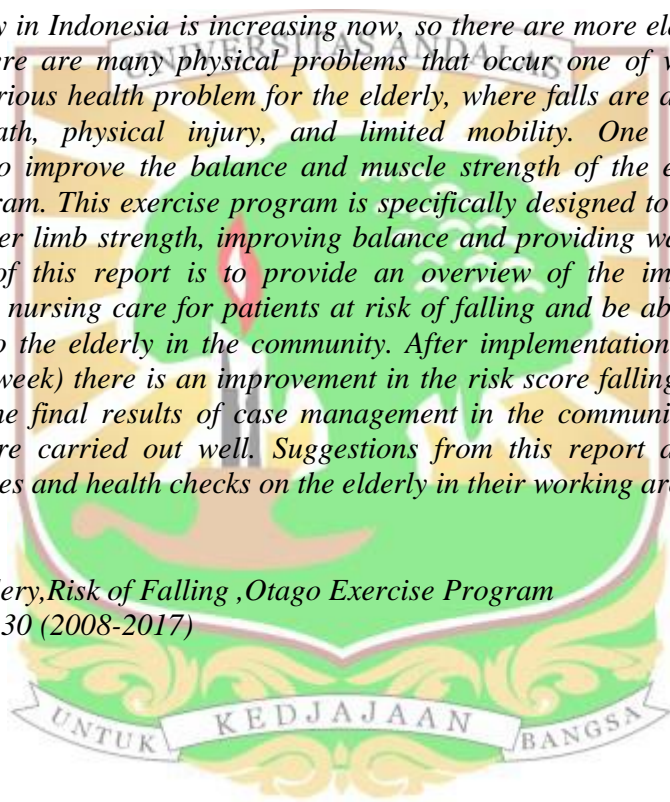 y in Indonesia is increasing now, so there are more ela
UNIVERSITAS ANDALAS
ere are many physical problems that occur one of w
rious health problem for the elderly, where falls are a
ath, physical injury, and limited mobility. One
o improve the balance and muscle strength of the e
ram. This exercise program is specifically designed to
er limb strength, improving balance and providing wa
of this report is to provide an overview of the im
nursing care for patients at risk of falling and be ab
o the elderly in the community. After implementation
week) there is an improvement in the risk score falling
he final results of case management in the communi
re carried out well. Suggestions from this report a
es and health checks on the elderly in their working ar
lery,Risk of Falling ,Otago Exercise Program
30 (2008-2017)
UNTUK KEDJAJAAN BANGSA